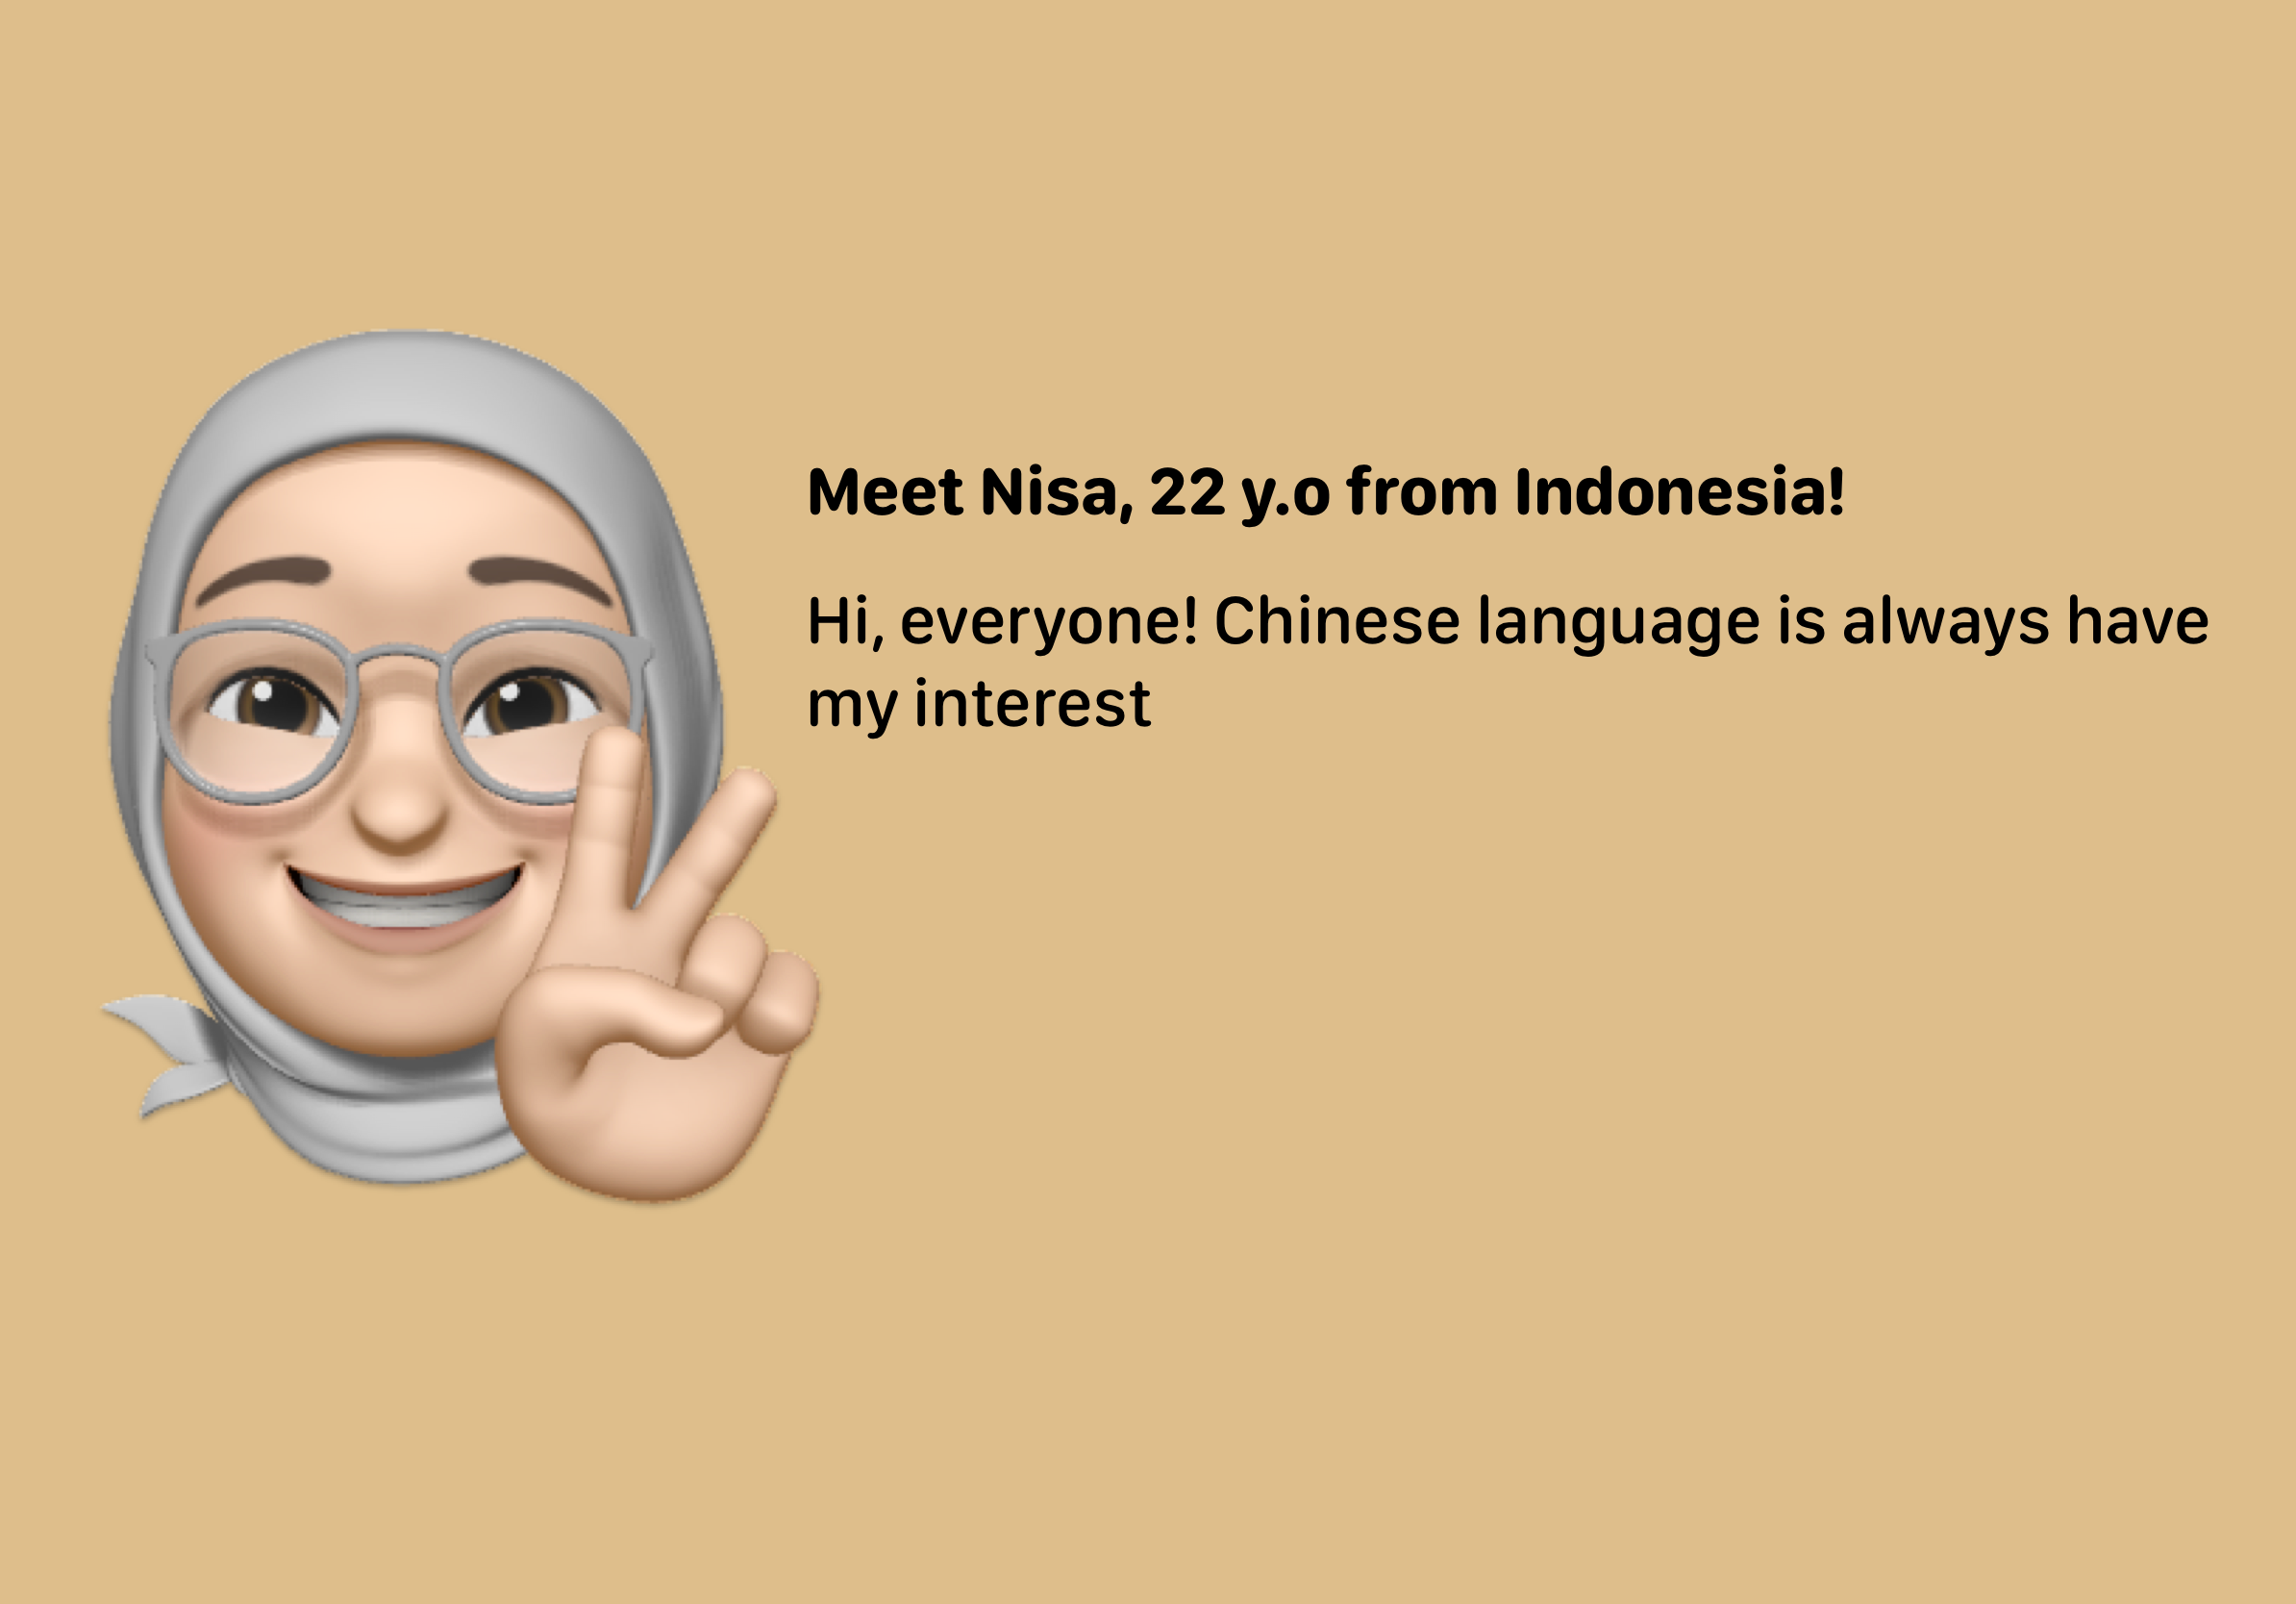 Meet Nisa, 22 y.o from Indonesia!
Hi, everyone! Chinese language is always have
my interest